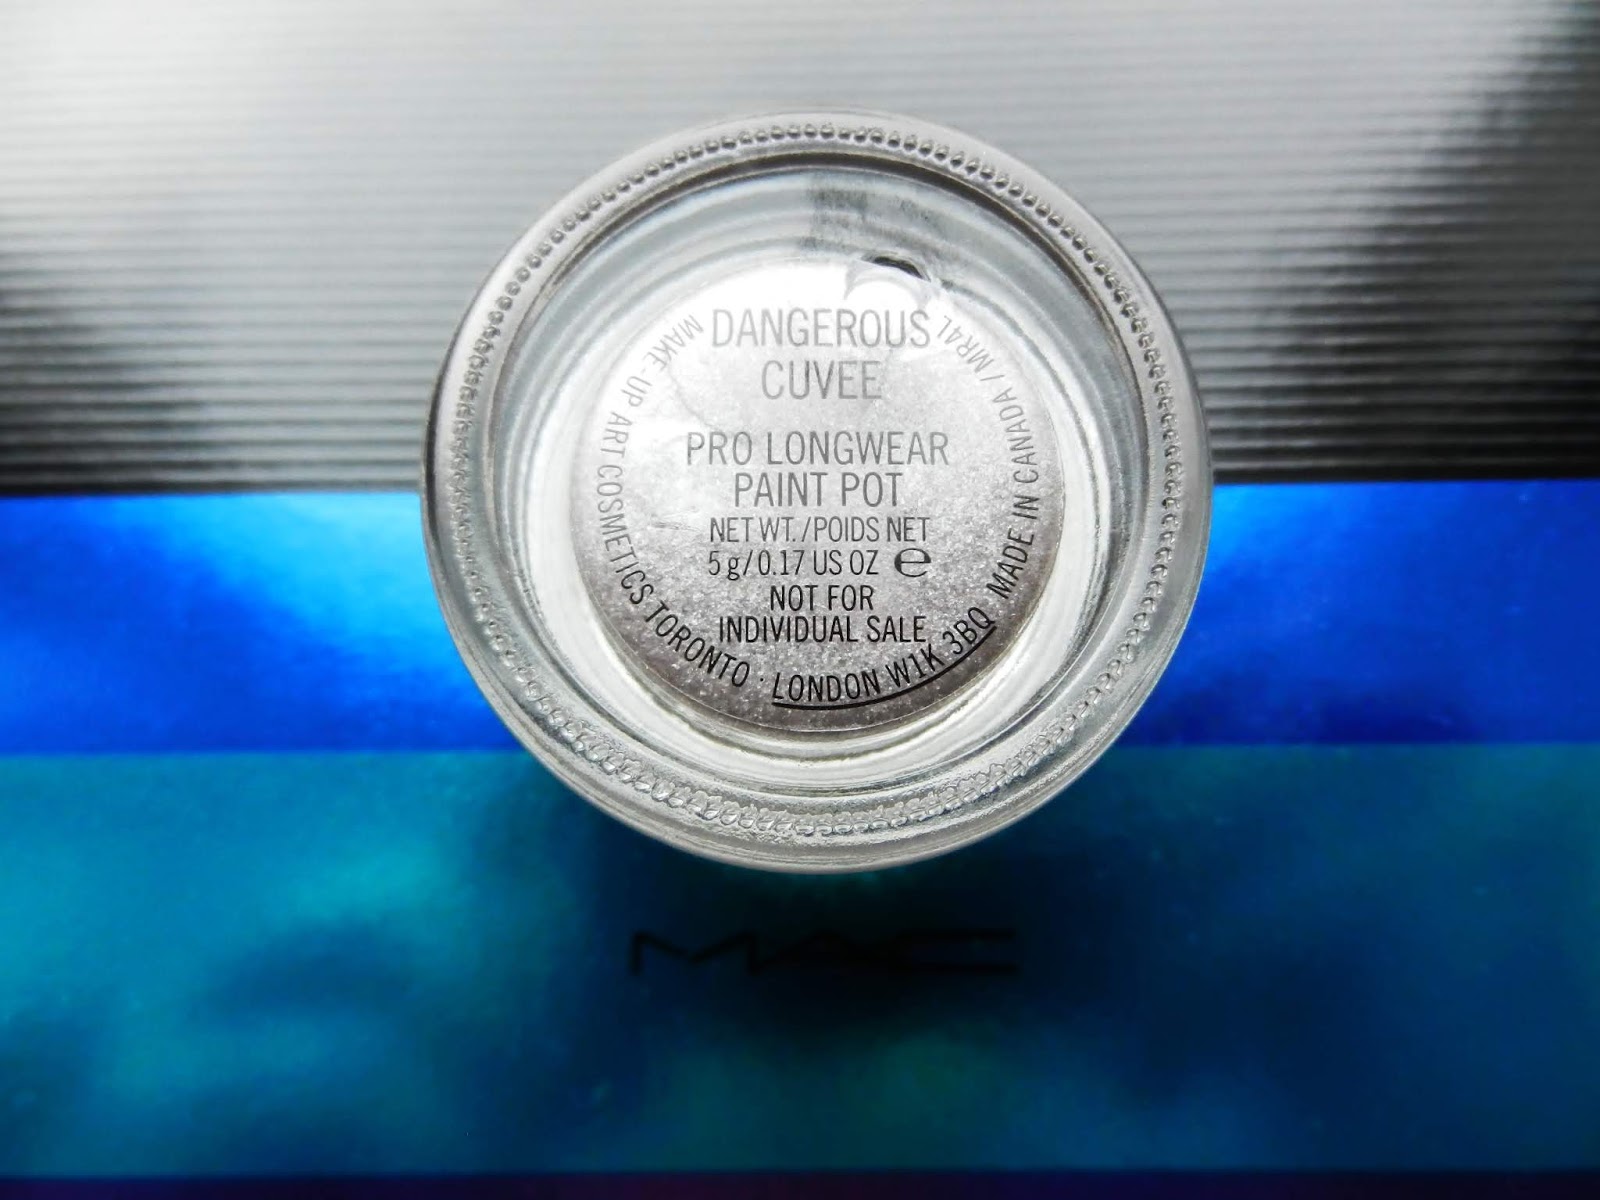 DANGEROUS
CUVEE
PRO LONGWEAR
PAINT POT
NET WT./POIDS NET
5 g/0.17 US OZ ℮
NOT FOR
INDIVIDUAL SALE
MAKE-UP ART COSMETICS TORONTO · LONDON W1K 3BQ · MADE IN CANADA / MR4L
MAC